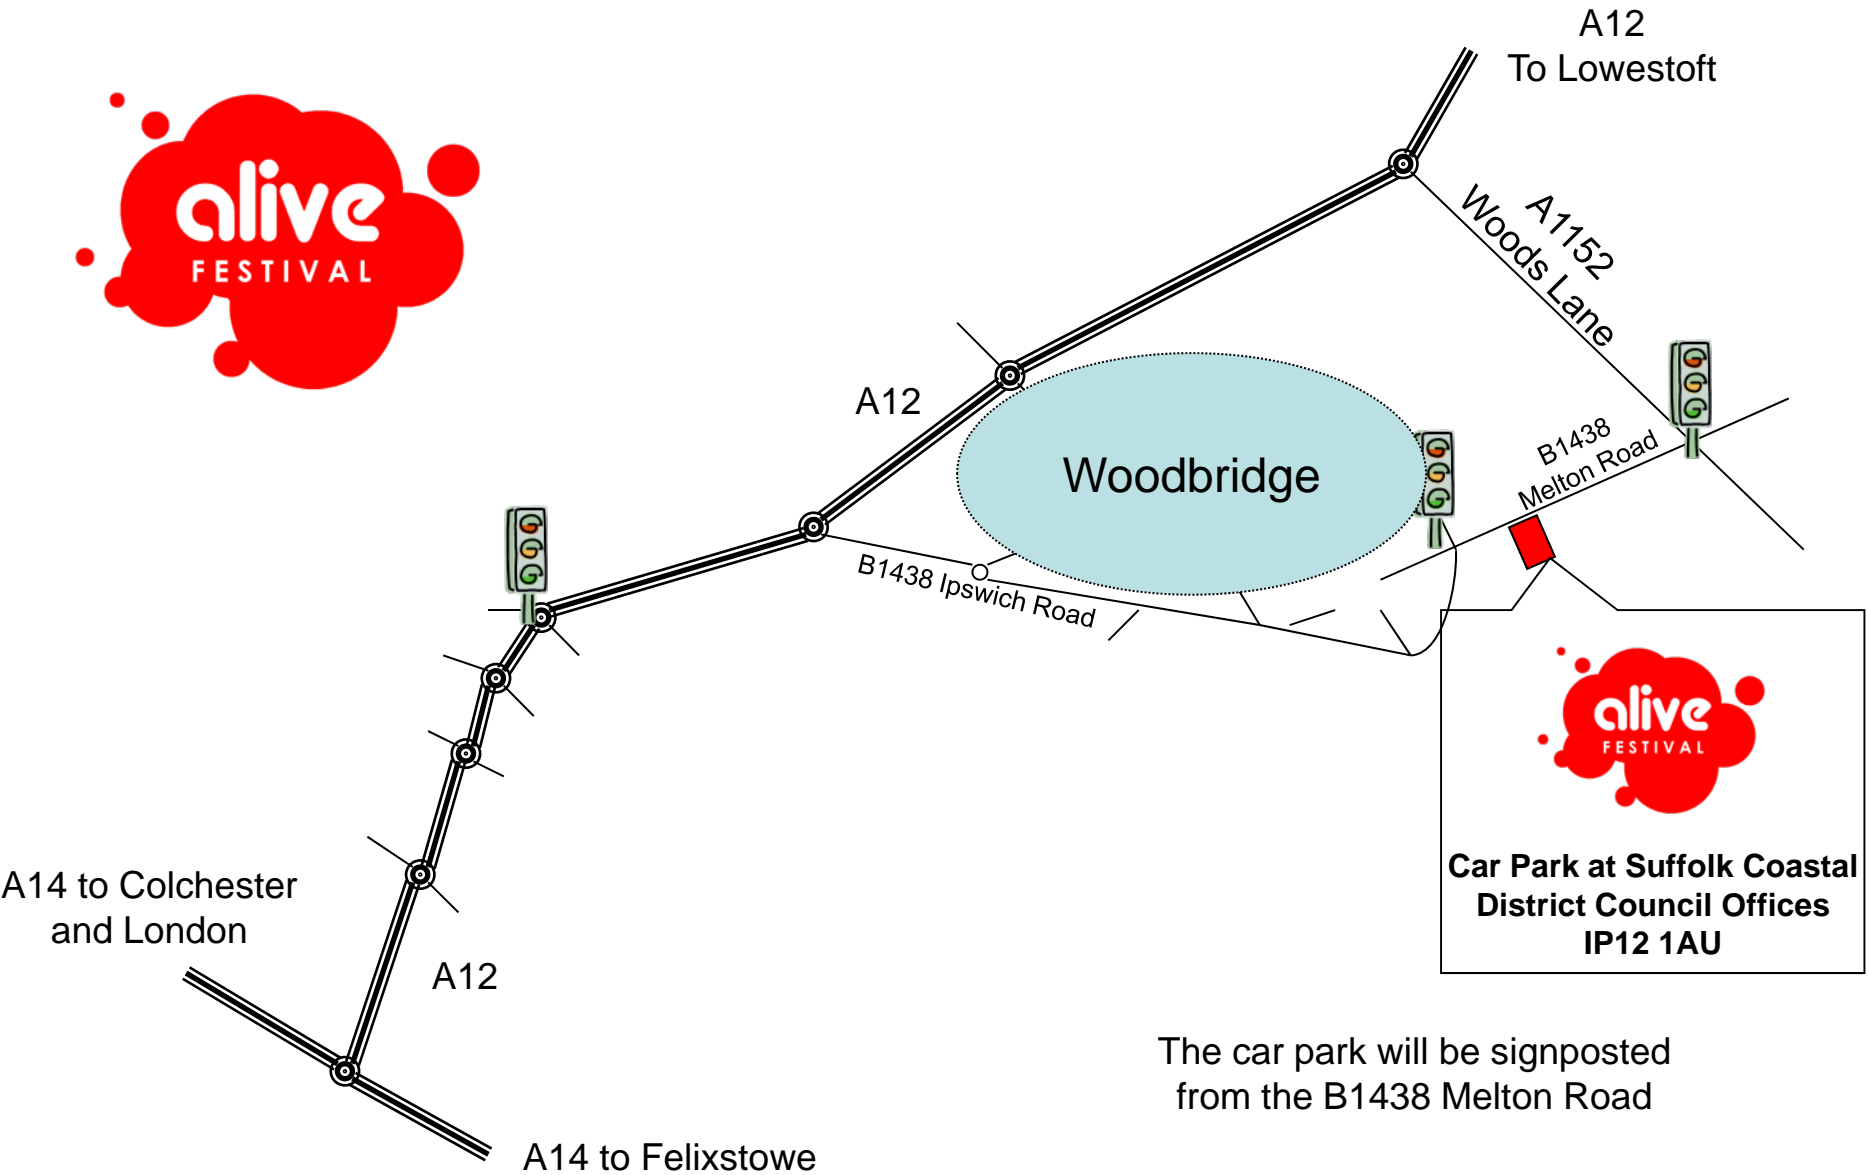 A12
To Lowestoft
alive
FESTIVAL
A1152
Woods Lane
A12
Woodbridge
B1438
Melton Road
B1438 Ipswich Road
alive
FESTIVAL
Car Park at Suffolk Coastal
District Council Offices
IP12 1AU
A14 to Colchester
and London
A12
The car park will be signposted
from the B1438 Melton Road
A14 to Felixstowe